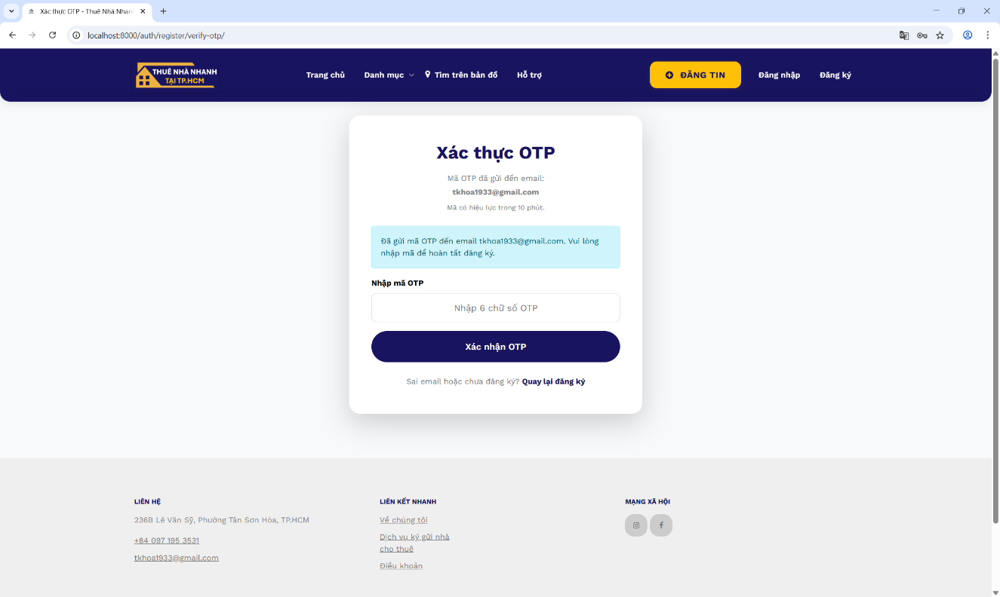 Xác thực OTP - Thuê Nhà Nhanh
localhost:8000/auth/register/verify-otp/
THUÊ NHÀ NHANH
TẠI TP.HCM
Trang chủ
Danh mục
Tìm trên bản đồ
Hỗ trợ
ĐĂNG TIN
Đăng nhập
Đăng ký
Xác thực OTP
Mã OTP đã gửi đến email:
tkhoa1933@gmail.com
Mã có hiệu lực trong 10 phút.
Đã gửi mã OTP đến email tkhoa1933@gmail.com. Vui lòng
nhập mã để hoàn tất đăng ký.
Nhập mã OTP
Nhập 6 chữ số OTP
Xác nhận OTP
Sai email hoặc chưa đăng ký? Quay lại đăng ký
LIÊN HỆ
236B Lê Văn Sỹ, Phường Tân Sơn Hòa, TP.HCM
+84 097 195 3531
tkhoa1933@gmail.com
LIÊN KẾT NHANH
Về chúng tôi
Dịch vụ ký gửi nhà
cho thuê
Điều khoản
MẠNG XÃ HỘI